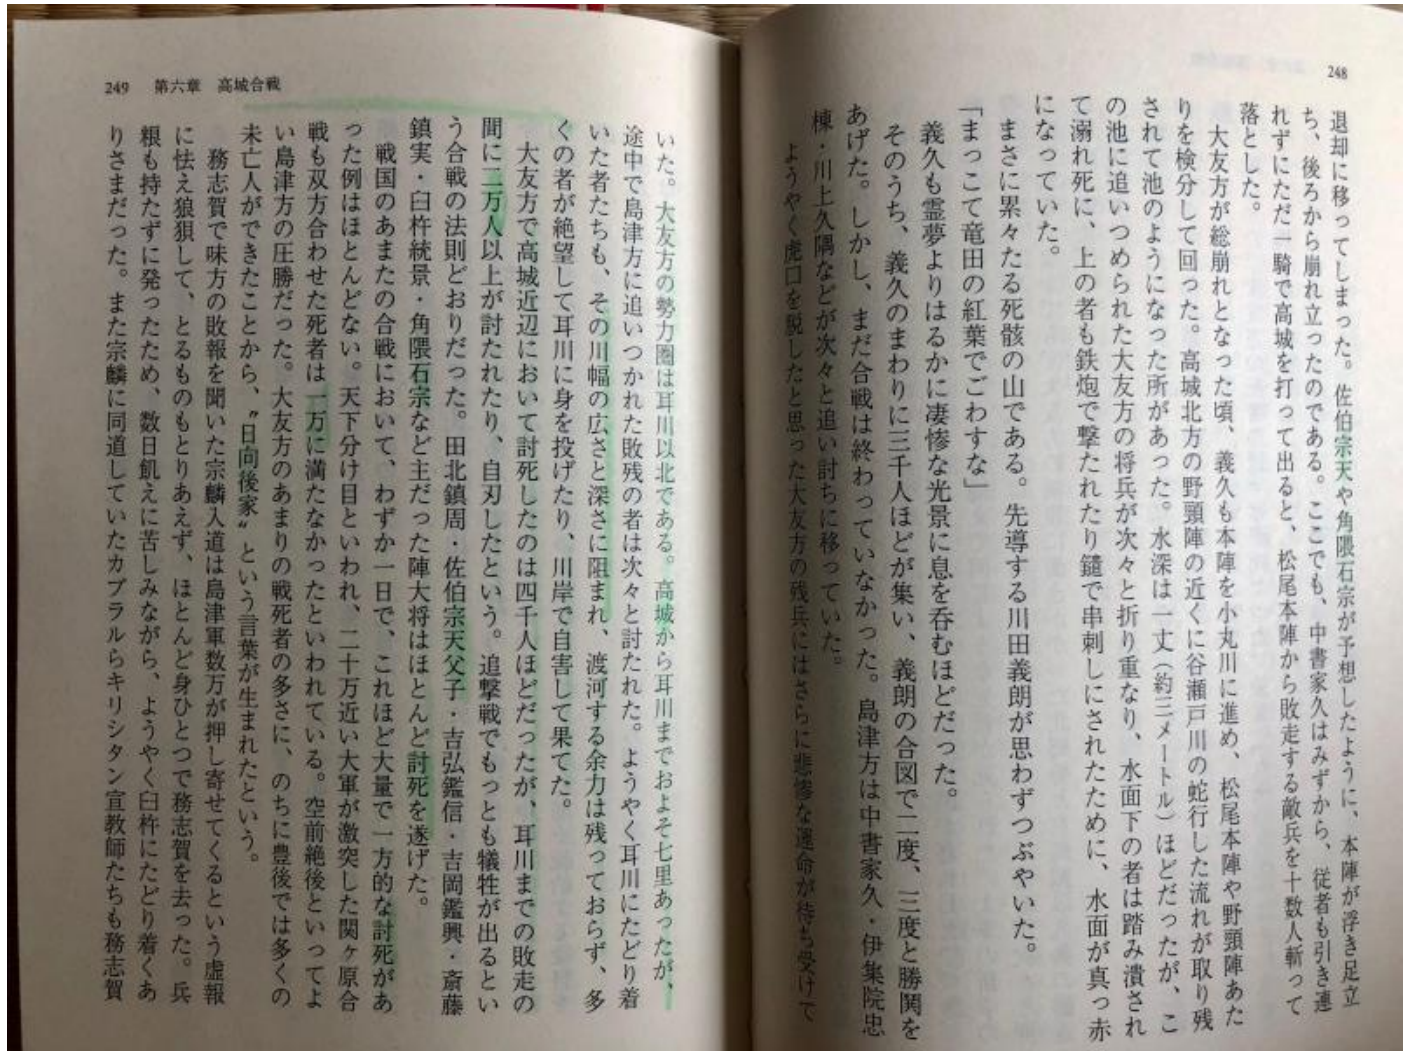 248
退却に移ってしまった。佐伯宗天や角隈石宗が予想したように、本陣が浮き足立
ち、後ろから崩れ立ったのである。ここでも、中書家久はみずから、従者も引き連
れずにただ一騎で高城を打って出ると、松尾本陣から敗走する敵兵を十数人斬って
落とした。
大友方が総崩れとなった頃、義久も本陣を小丸川に進め、松尾本陣や野頸陣あた
りを検分して回った。高城北方の野頸陣の近くに谷瀬戸川の蛇行した流れが取り残
されて池のようになった所があった。水深は一丈（約三メートル）ほどだったが、こ
の池に追いつめられた大友方の将兵が次々と折り重なり、水面下の者は踏み潰され
て溺れ死に、上の者も鉄炮で撃たれたり鑓で串刺しにされたために、水面が真っ赤
になっていた。
まさに累々たる死骸の山である。先導する川田義朗が思わずつぶやいた。
「まっこて竜田の紅葉でごわすな」
義久も霊夢よりはるかに凄惨な光景に息を呑むほどだった。
そのうち、義久のまわりに三千人ほどが集い、義朗の合図で二度、三度と勝鬨を
あげた。しかし、まだ合戦は終わっていなかった。島津方は中書家久・伊集院忠
棟・川上久隅などが次々と追い討ちに移っていた。
ようやく虎口を脱したと思った大友方の残兵にはさらに悲惨な運命が待ち受けて
249 第六章 高城合戦
いた。大友方の勢力圏は耳川以北である。高城から耳川までおよそ七里あったが、
途中で島津方に追いつかれた敗残の者は次々と討たれた。ようやく耳川にたどり着
いた者たちも、その川幅の広さと深さに阻まれ、渡河する余力は残っておらず、多
くの者が絶望して耳川に身を投げたり、川岸で自害して果てた。
大友方で高城近辺において討死したのは四千人ほどだったが、耳川までの敗走の
間に二万人以上が討たれたり、自刃したという。追撃戦でもっとも犠牲が出るとい
う合戦の法則どおりだった。田北鎮周・佐伯宗天父子・吉弘鑑信・吉岡鑑興・斎藤
鎮実・臼杵統景・角隈石宗など主だった陣大将はほとんど討死を遂げた。
戦国のあまたの合戦において、わずか一日で、これほど大量で一方的な討死があ
った例はほとんどない。天下分け目といわれ、二十万近い大軍が激突した関ヶ原合
戦も双方合わせた死者は一万に満たなかったといわれている。空前絶後といってよ
い島津方の圧勝だった。大友方のあまりの戦死者の多さに、のちに豊後では多くの
未亡人ができたことから、〝日向後家〟という言葉が生まれたという。
務志賀で味方の敗報を聞いた宗麟入道は島津軍数万が押し寄せてくるという虚報
に怯え狼狽して、とるものもとりあえず、ほとんど身ひとつで務志賀を去った。兵
粮も持たずに発ったため、数日飢えに苦しみながら、ようやく臼杵にたどり着くあ
りさまだった。また宗麟に同道していたカブラルらキリシタン宣教師たちも務志賀